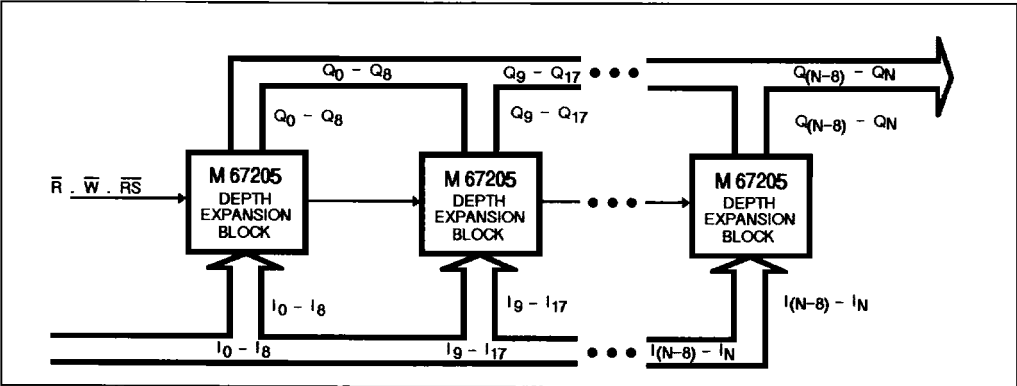 Q0 – Q8 Q9 – Q17 Q(N-8) – QN
Q0 – Q8 Q9 – Q17 Q(N-8) – QN
R̅ . W̅ . R̅S̅
M 67205
DEPTH
EXPANSION
BLOCK
M 67205
DEPTH
EXPANSION
BLOCK
M 67205
DEPTH
EXPANSION
BLOCK
I0 – I8 I9 – I17 I(N-8) – IN
I0 – I8 I9 – I17 I(N-8) – IN